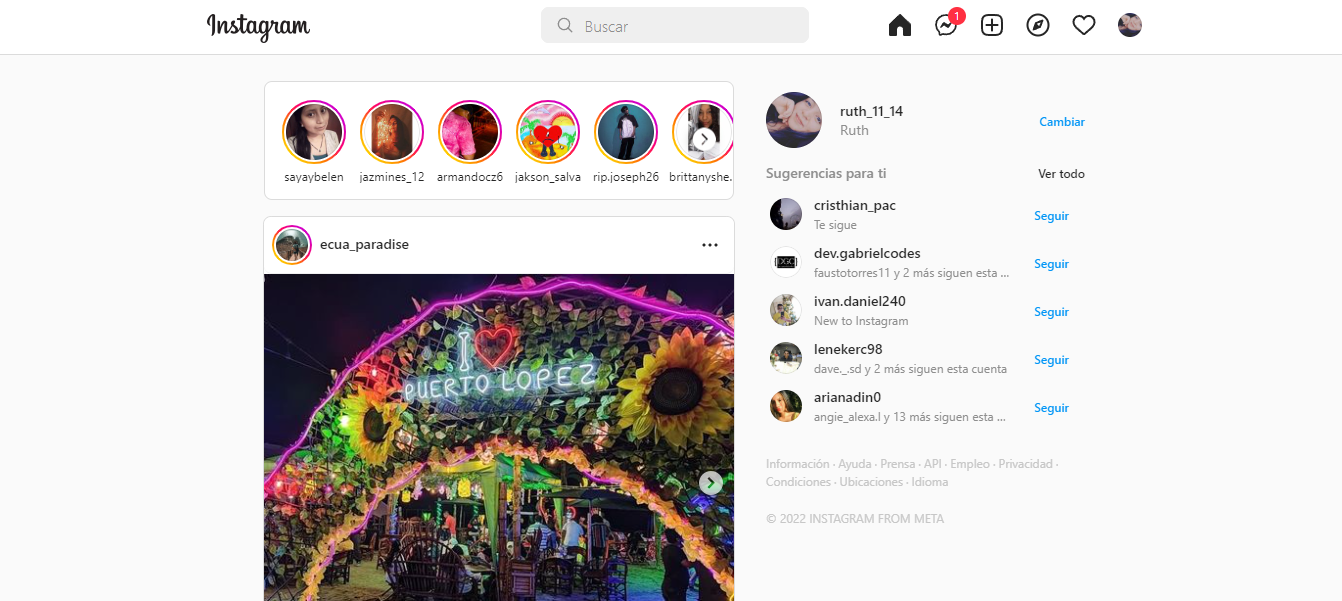 Instagram
Buscar
1
sayaybelen
jazmines_12
armandocz6
jakson_salva
rip.joseph26
brittanyshe.
ecua_paradise
I
PUERTO LOPEZ
ruth_11_14
Ruth
Cambiar
Sugerencias para ti
Ver todo
cristhian_pac
Te sigue
Seguir
dev.gabrielcodes
faustotorres11 y 2 más siguen esta ...
Seguir
ivan.daniel240
New to Instagram
Seguir
lenekerc98
dave._.sd y 2 más siguen esta cuenta
Seguir
arianadin0
angie_alexa.l y 13 más siguen esta ...
Seguir
Información · Ayuda · Prensa · API · Empleo · Privacidad ·
Condiciones · Ubicaciones · Idioma
© 2022 INSTAGRAM FROM META